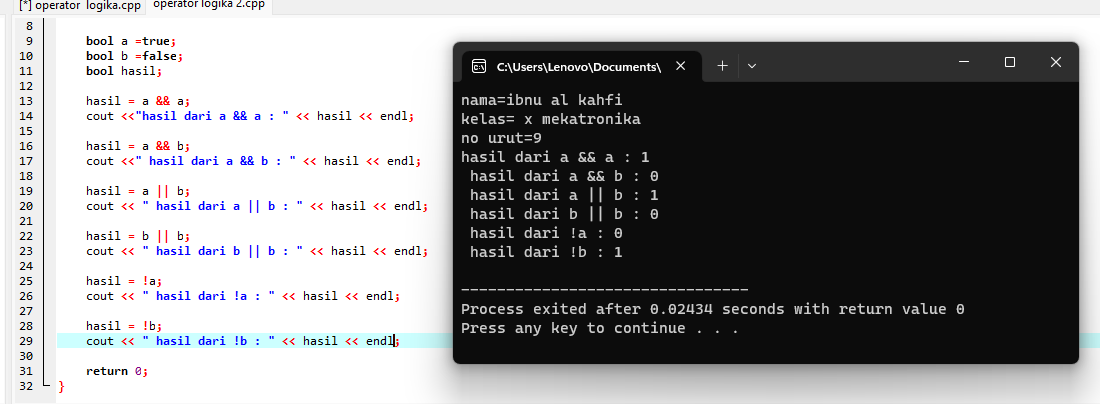 [*] operator logika.cpp operator logika 2.cpp
8
9 bool a =true;
10 bool b =false;
11 bool hasil;
12
13 hasil = a && a;
14 cout <<"hasil dari a && a : " << hasil << endl;
15
16 hasil = a && b;
17 cout <<" hasil dari a && b : " << hasil << endl;
18
19 hasil = a || b;
20 cout << " hasil dari a || b : " << hasil << endl;
21
22 hasil = b || b;
23 cout << " hasil dari b || b : " << hasil << endl;
24
25 hasil = !a;
26 cout << " hasil dari !a : " << hasil << endl;
27
28 hasil = !b;
29 cout << " hasil dari !b : " << hasil << endl;
30
31 return 0;
32 }
C:\Users\Lenovo\Documents\
nama=ibnu al kahfi
kelas= x mekatronika
no urut=9
hasil dari a && a : 1
 hasil dari a && b : 0
 hasil dari a || b : 1
 hasil dari b || b : 0
 hasil dari !a : 0
 hasil dari !b : 1
--------------------------------
Process exited after 0.02434 seconds with return value 0
Press any key to continue . . .